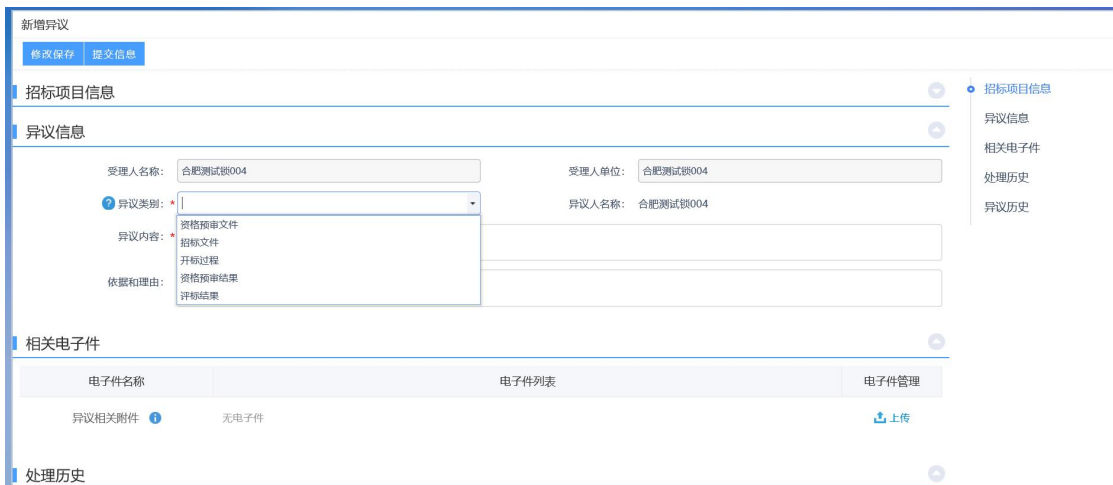 新增异议
修改保存 提交信息
招标项目信息
异议信息
受理人名称: 合肥测试锁004 受理人单位: 合肥测试锁004
? 异议类别: * 异议人名称: 合肥测试锁004
资格预审文件
异议内容: * 招标文件
开标过程
依据和理由: 资格预审结果
评标结果
相关电子件
电子件名称 电子件列表 电子件管理
异议相关附件 i 无电子件 上传
处理历史
招标项目信息
异议信息
相关电子件
处理历史
异议历史